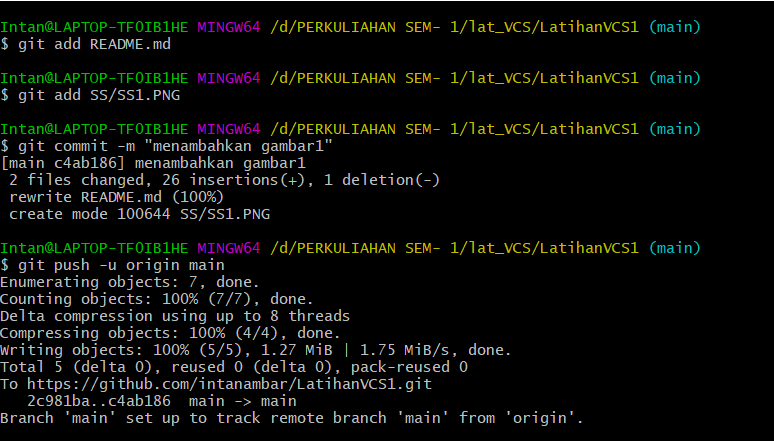 Intan@LAPTOP-TF0IB1HE MINGW64 /d/PERKULIAHAN SEM- 1/lat_VCS/LatihanVCS1 (main)
$ git add README.md
Intan@LAPTOP-TF0IB1HE MINGW64 /d/PERKULIAHAN SEM- 1/lat_VCS/LatihanVCS1 (main)
$ git add SS/SS1.PNG
Intan@LAPTOP-TF0IB1HE MINGW64 /d/PERKULIAHAN SEM- 1/lat_VCS/LatihanVCS1 (main)
$ git commit -m "menambahkan gambar1"
[main c4ab186] menambahkan gambar1
 2 files changed, 26 insertions(+), 1 deletion(-)
 rewrite README.md (100%)
 create mode 100644 SS/SS1.PNG
Intan@LAPTOP-TF0IB1HE MINGW64 /d/PERKULIAHAN SEM- 1/lat_VCS/LatihanVCS1 (main)
$ git push -u origin main
Enumerating objects: 7, done.
Counting objects: 100% (7/7), done.
Delta compression using up to 8 threads
Compressing objects: 100% (4/4), done.
Writing objects: 100% (5/5), 1.27 MiB | 1.75 MiB/s, done.
Total 5 (delta 0), reused 0 (delta 0), pack-reused 0
To https://github.com/intanambar/LatihanVCS1.git
   2c981ba..c4ab186  main -> main
Branch 'main' set up to track remote branch 'main' from 'origin'.